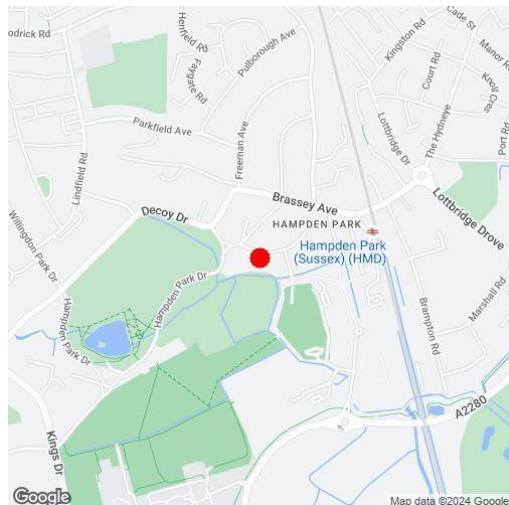 odrick Rd
Henfield R
Faygate Rd
Pulborough Ave
Cade St
Kingston Rd
Manor R
Court Rd
Knoll Cres
Parkfield Ave
Freeman Ave
Lottbridge Dr
The Hydneye
Port Rd
Lindfield Rd
Brassey Ave
Decoy Dr
Lottbridge Drove
Willingdon Park Dr
HAMPDEN PARK
Hampden Park
(Sussex) (HMD)
Hampden Park Dr
Marshall Rd
Brampton Rd
Hampden Park Dr
A2280
Kings Dr
Google
Map data ©2024 Google